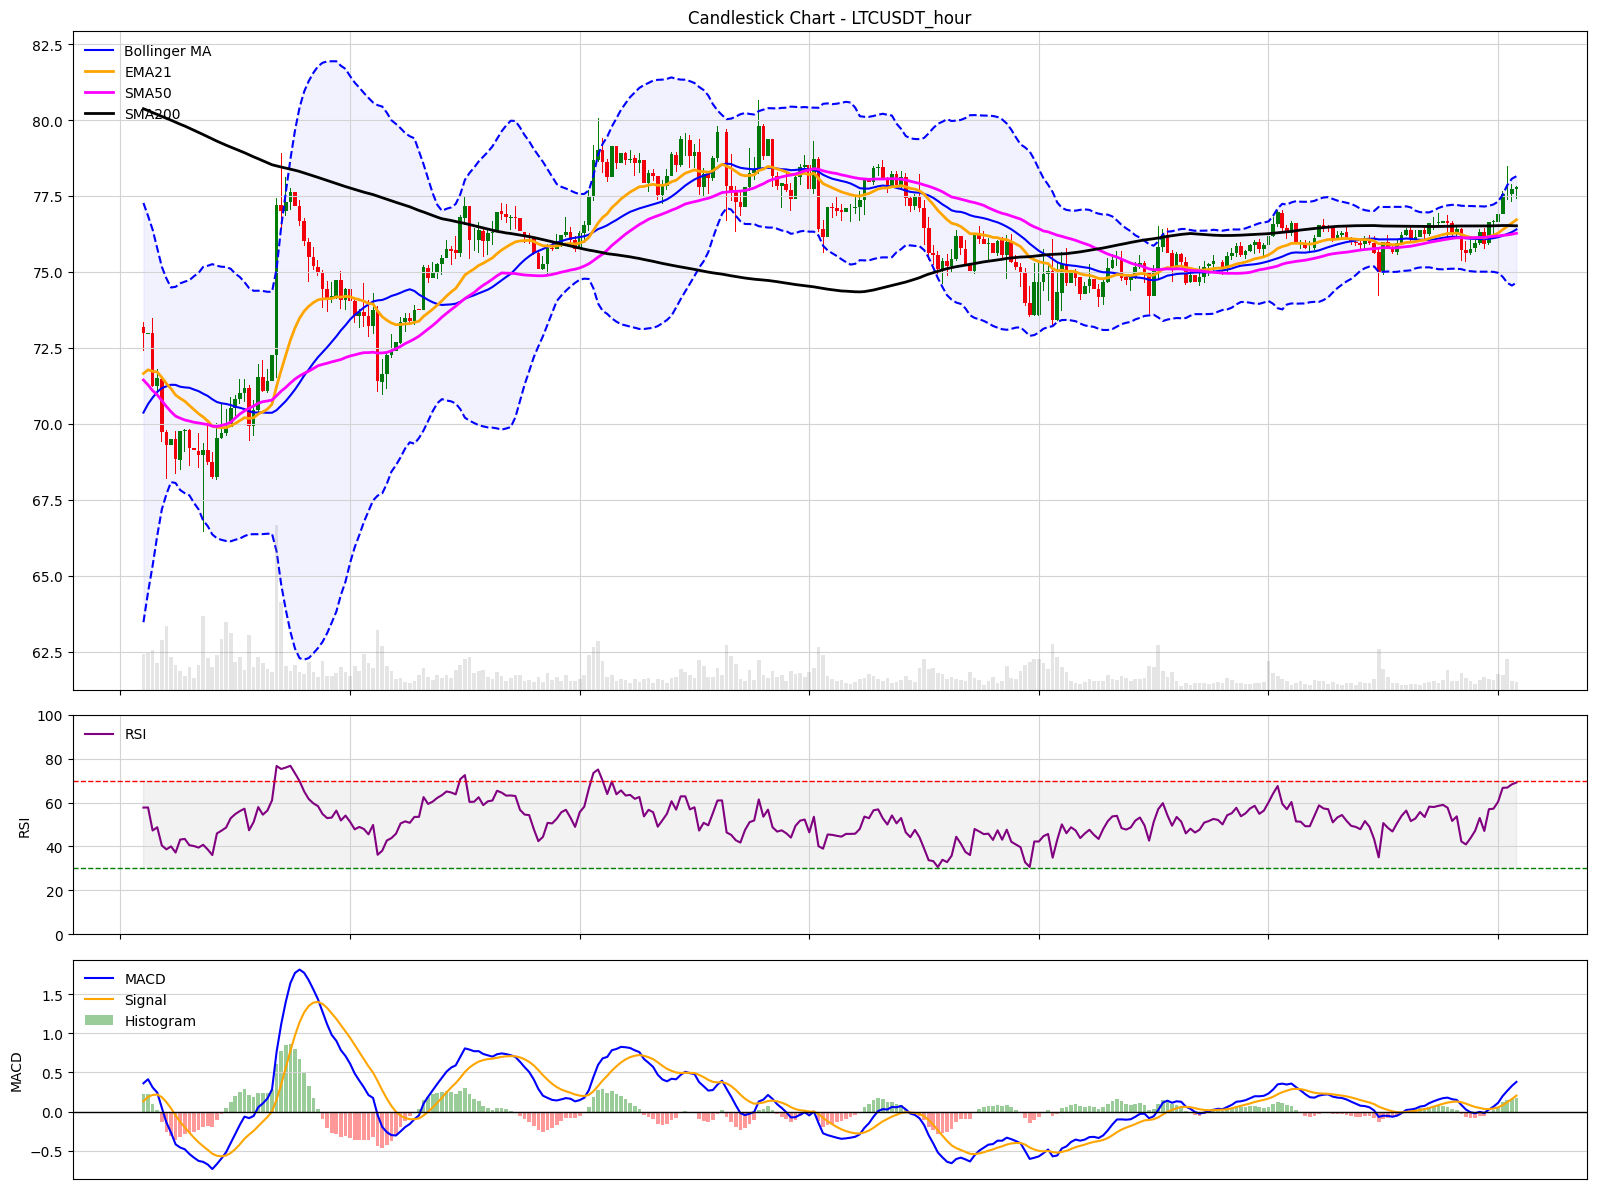 Candlestick Chart - LTCUSDT_hour
82.5
80.0
77.5
75.0
72.5
70.0
67.5
65.0
62.5
Bollinger MA
EMA21
SMA50
SMA200
100
80
60
40
20
0
RSI
RSI
1.5
1.0
0.5
0.0
−0.5
MACD
MACD
Signal
Histogram